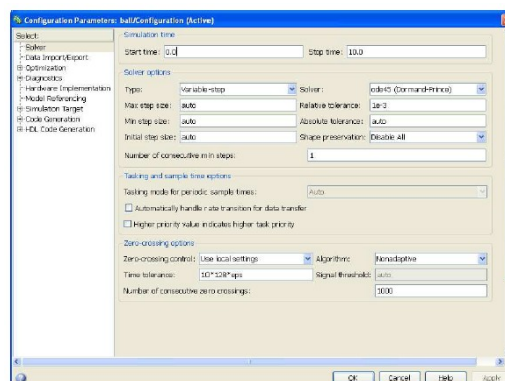 Configuration Parameters: ball/Configuration (Active)
Select:
Solver
Data Import/Export
Optimization
Diagnostics
Hardware Implementation
Model Referencing
Simulation Target
Code Generation
HDL Code Generation
Simulation time
Start time: 0.0 Stop time: 10.0
Solver options
Type: Variable-step Solver: ode45 (Dormand-Prince)
Max step size: auto Relative tolerance: 1e-3
Min step size: auto Absolute tolerance: auto
Initial step size: auto Shape preservation: Disable All
Number of consecutive min steps: 1
Tasking and sample time options
Tasking mode for periodic sample times: Auto
Automatically handle rate transition for data transfer
Higher priority value indicates higher task priority
Zero-crossing options
Zero-crossing control: Use local settings Algorithm: Nonadaptive
Time tolerance: 10*128*eps Signal threshold: auto
Number of consecutive zero crossings: 1000
OK Cancel Help Apply